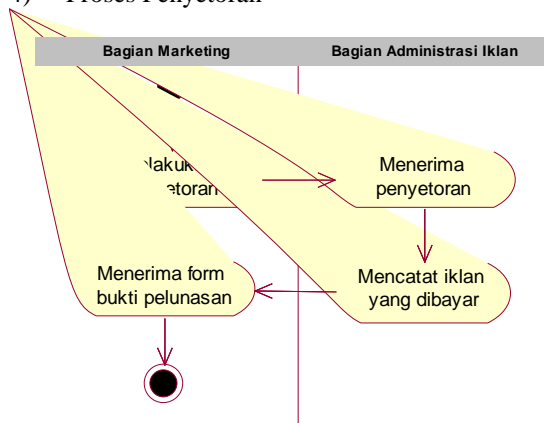 Proses Penyetoran
Bagian Marketing
Bagian Administrasi Iklan
Menerima
penyetoran
Menerima form
bukti pelunasan
Mencatat iklan
yang dibayar